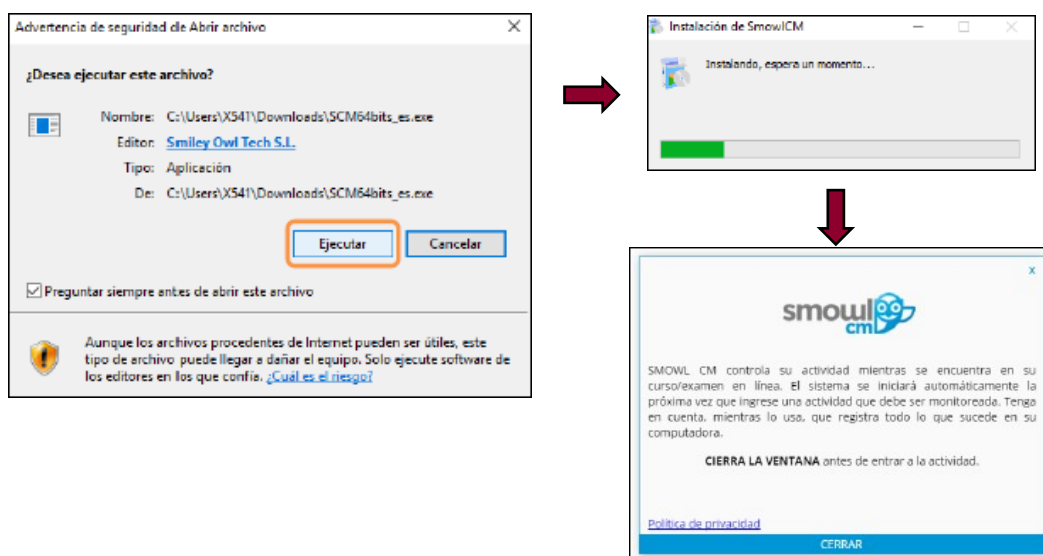 Advertencia de seguridad de Abrir archivo
¿Desea ejecutar este archivo?
Nombre: C:\Users\X541\Downloads\SCM64bits_es.exe
Editor: Smiley Owl Tech S.L.
Tipo: Aplicación
De: C:\Users\X541\Downloads\SCM64bits_es.exe
Ejecutar Cancelar
Preguntar siempre antes de abrir este archivo
Aunque los archivos procedentes de Internet pueden ser útiles, este
tipo de archivo puede llegar a dañar el equipo. Solo ejecute software de
los editores en los que confía. ¿Cuál es el riesgo?
Instalación de SmowlCM
Instalando, espera un momento...
x
smowl
cm
SMOWL CM controla su actividad mientras se encuentra en su
curso/examen en línea. El sistema se iniciará automáticamente la
próxima vez que ingrese una actividad que debe ser monitoreada. Tenga
en cuenta, mientras lo usa, que registra todo lo que sucede en su
computadora.
CIERRA LA VENTANA antes de entrar a la actividad.
Política de privacidad
CERRAR